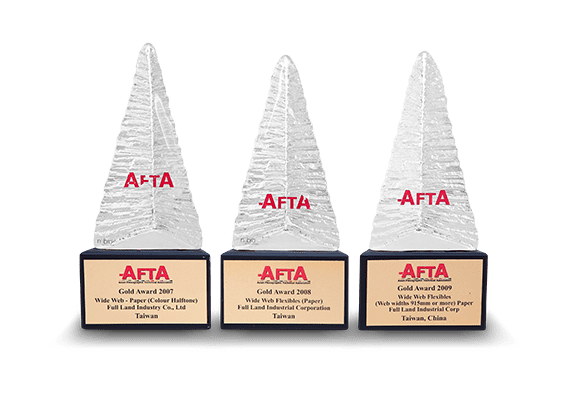 AFTA
AFTA
Gold Award 2007
Wide Web - Paper (Colour Halftone)
Full Land Industry Co., Ltd
Taiwan
AFTA
AFTA
Gold Award 2008
Wide Web Flexibles (Paper)
Full Land Industrial Corporation
Taiwan
AFTA
AFTA
Gold Award 2009
Wide Web Flexibles
(Web widths 915mm or more) Paper
Full Land Industrial Corp
Taiwan, China